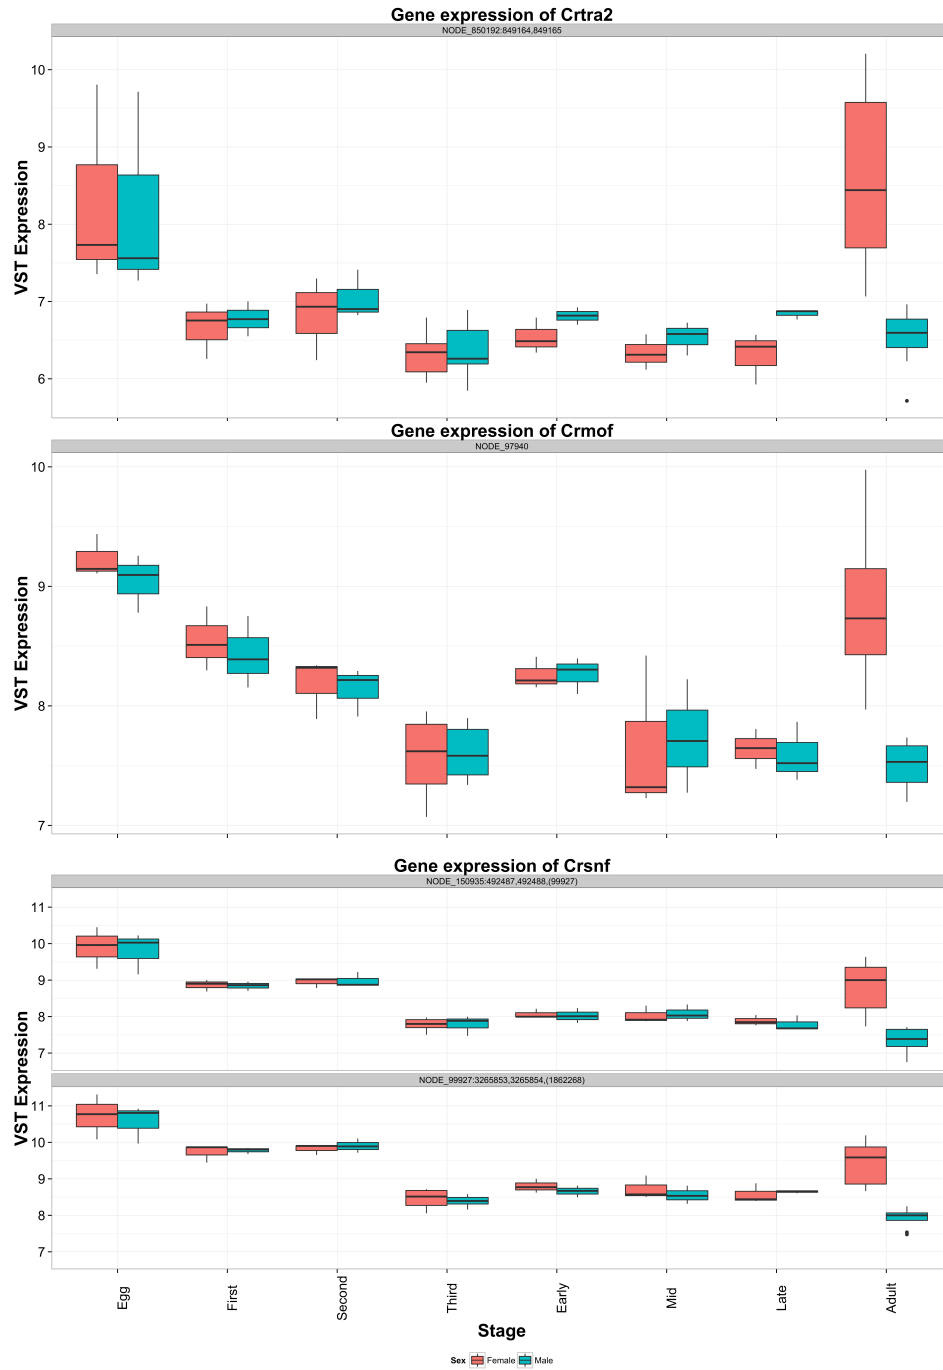 Gene expression of Crtra2
NODE_850192:849164,849165
10
9
8
7
6
VST Expression
Gene expression of Crmof
NODE_97940
10
9
8
7
VST Expression
Gene expression of Crsnf
NODE_150935:492487,492488,(99927)
11
10
9
8
7
NODE_99927:3265853,3265854,(1862268)
11
10
9
8
7
VST Expression
Egg First Second Third Early Mid Late Adult
Stage
Sex Female Male